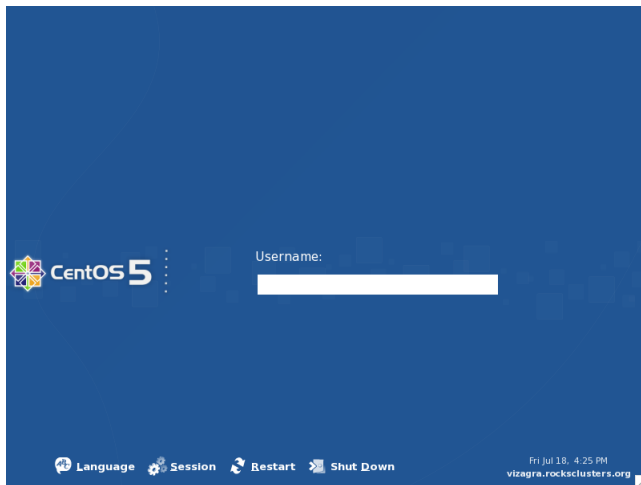 Username:
CentOS 5
Language Session Restart Shut Down
Fri Jul 18, 4:25 PM
vizagra.rocksclusters.org